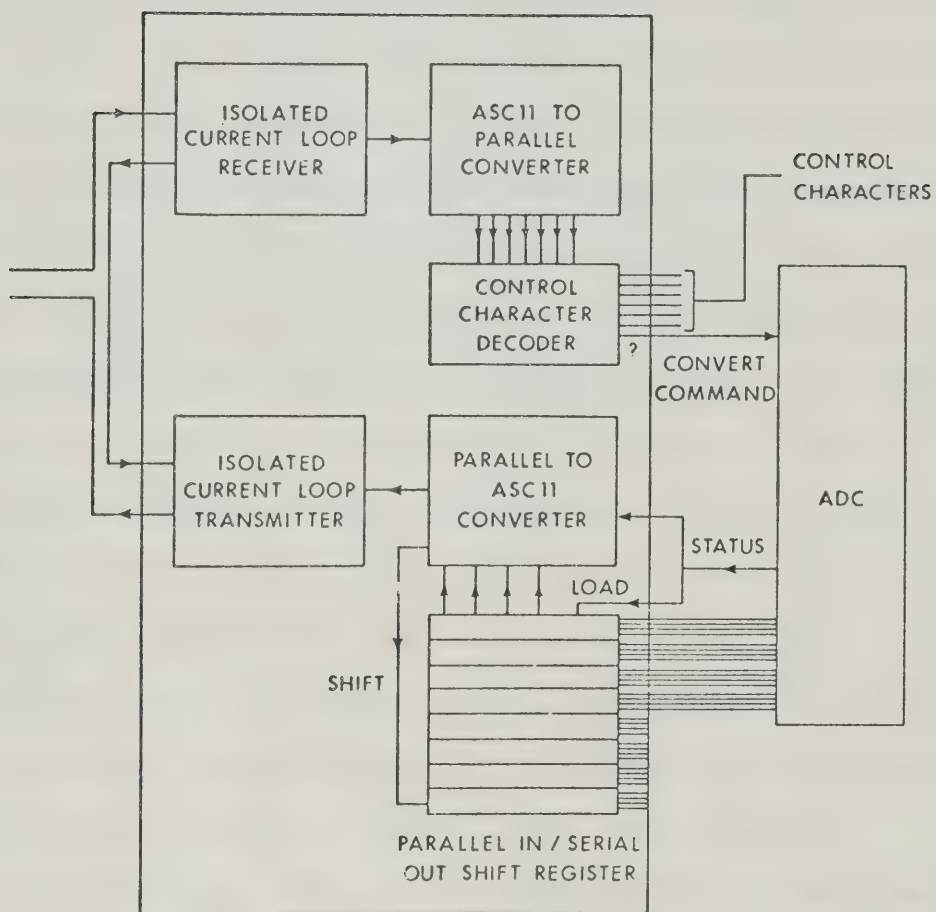 ISOLATED
CURRENT LOOP
RECEIVER
ASC11 TO
PARALLEL
CONVERTER
CONTROL
CHARACTERS
CONTROL
CHARACTER
DECODER
?
CONVERT
COMMAND
ISOLATED
CURRENT LOOP
TRANSMITTER
PARALLEL TO
ASC11
CONVERTER
ADC
STATUS
LOAD
SHIFT
PARALLEL IN / SERIAL
OUT SHIFT REGISTER